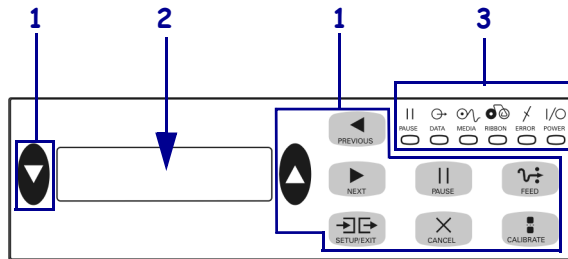 1 2 1 3
PAUSE DATA MEDIA RIBBON ERROR POWER
PREVIOUS
NEXT PAUSE FEED
SETUP/EXIT CANCEL CALIBRATE